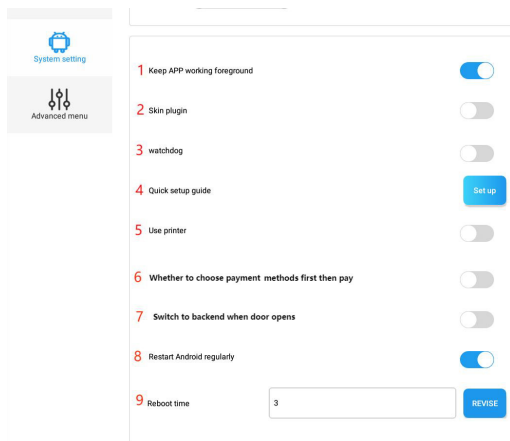 System setting
Advanced menu
1 Keep APP working foreground
2 Skin plugin
3 watchdog
4 Quick setup guide Set up
5 Use printer
6 Whether to choose payment methods first then pay
7 Switch to backend when door opens
8 Restart Android regularly
9 Reboot time 3 REVISE